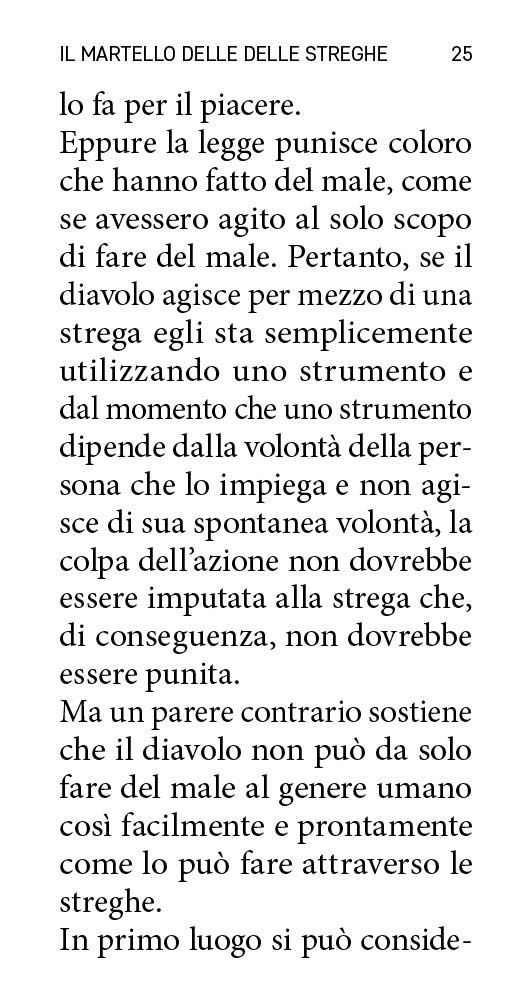 IL MARTELLO DELLE DELLE STREGHE 25
lo fa per il piacere.
Eppure la legge punisce coloro
che hanno fatto del male, come
se avessero agito al solo scopo
di fare del male. Pertanto, se il
diavolo agisce per mezzo di una
strega egli sta semplicemente
utilizzando uno strumento e
dal momento che uno strumento
dipende dalla volontà della per-
sona che lo impiega e non agi-
sce di sua spontanea volontà, la
colpa dell’azione non dovrebbe
essere imputata alla strega che,
di conseguenza, non dovrebbe
essere punita.
Ma un parere contrario sostiene
che il diavolo non può da solo
fare del male al genere umano
così facilmente e prontamente
come lo può fare attraverso le
streghe.
In primo luogo si può conside-